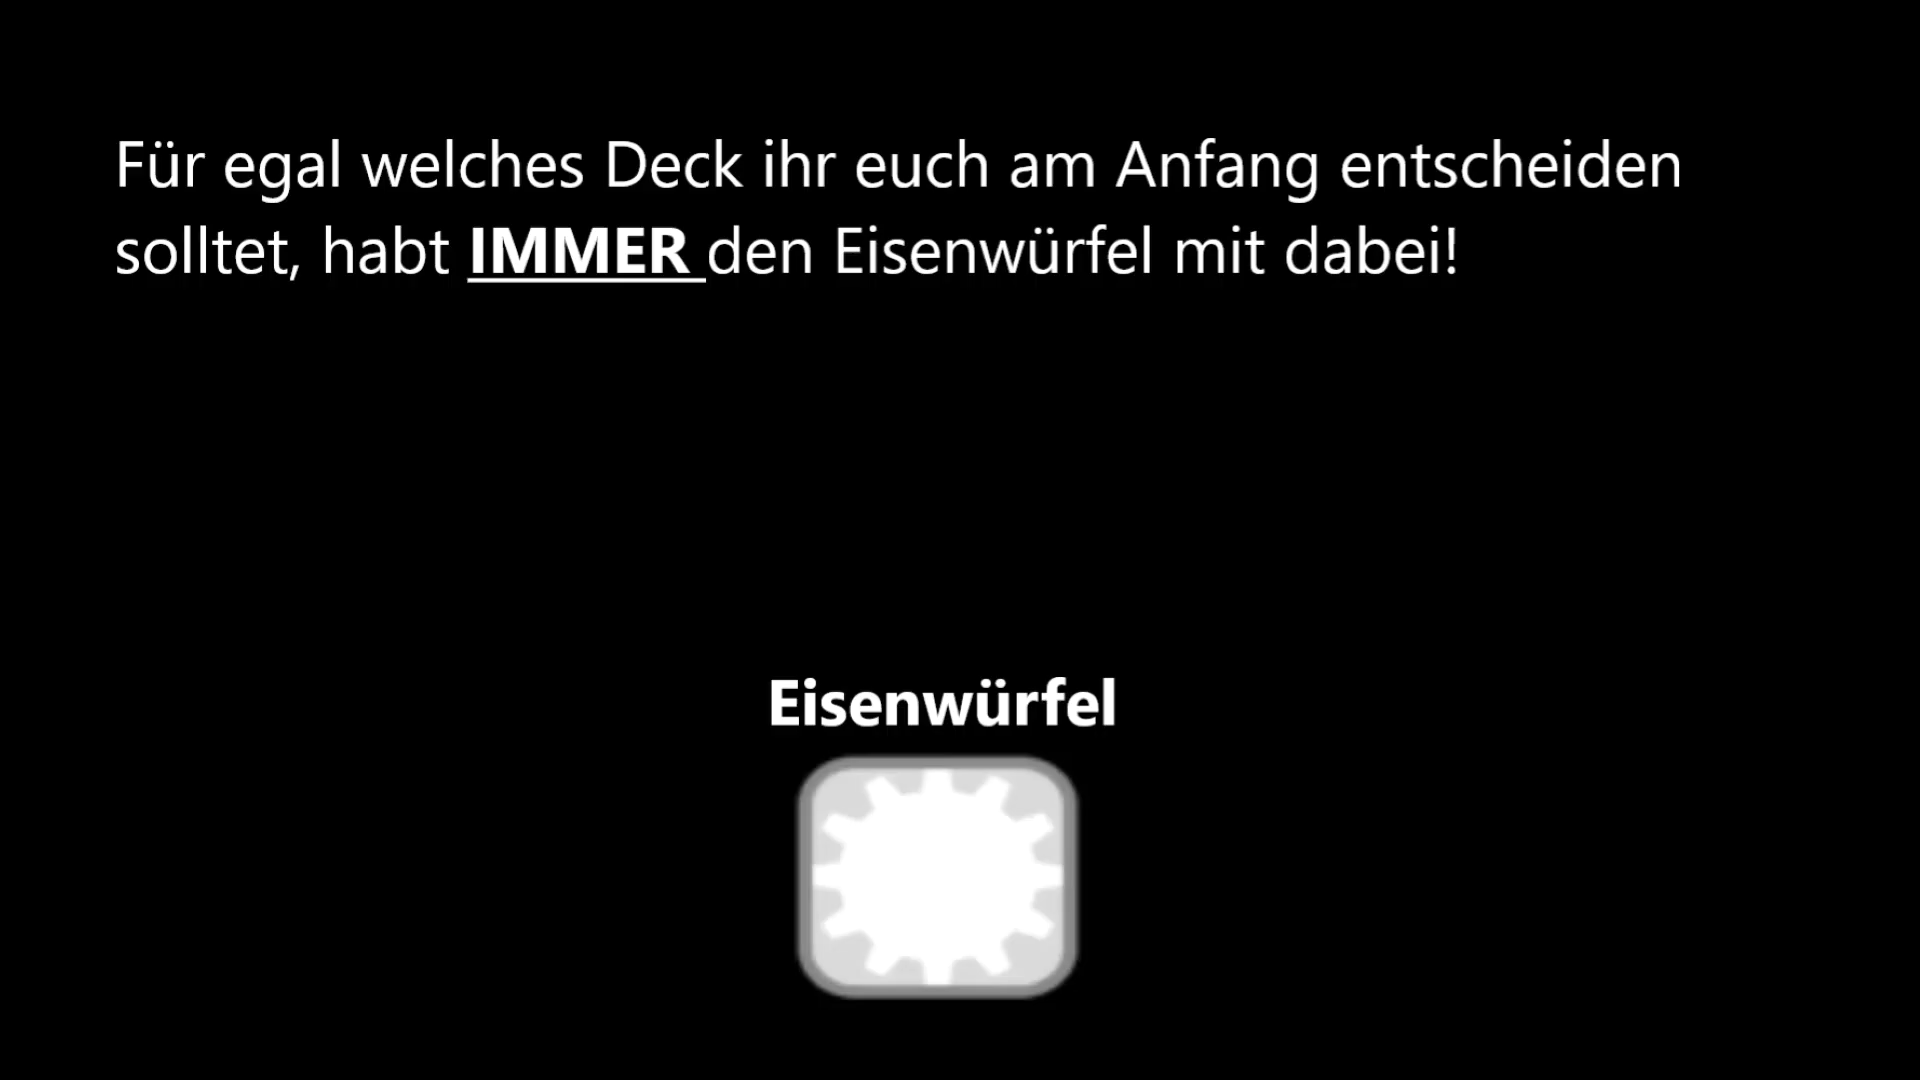 Für egal welches Deck ihr euch am Anfang entscheiden
solltet, habt IMMER den Eisenwürfel mit dabei!
Eisenwürfel